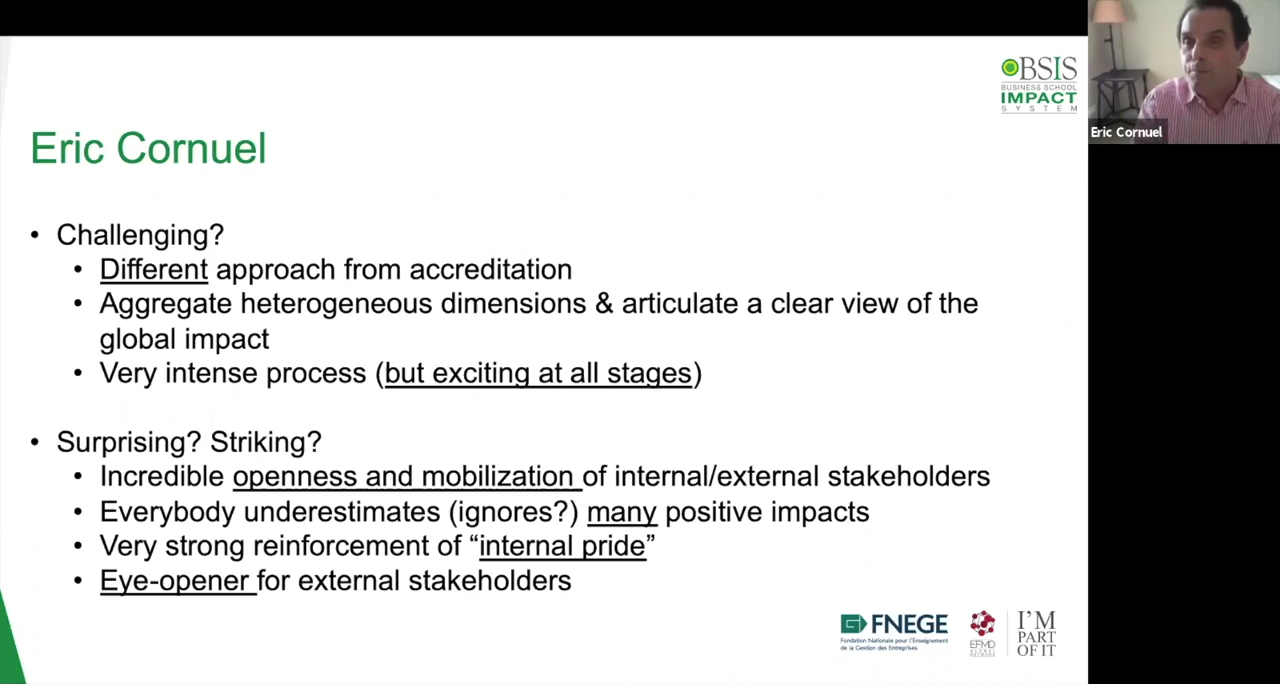 BSIS
BUSINESS SCHOOL
IMPACT
SYSTEM
Eric Cornuel
Eric Cornuel
• Challenging?
• Different approach from accreditation
• Aggregate heterogeneous dimensions & articulate a clear view of the
global impact
• Very intense process (but exciting at all stages)
• Surprising? Striking?
• Incredible openness and mobilization of internal/external stakeholders
• Everybody underestimates (ignores?) many positive impacts
• Very strong reinforcement of “internal pride”
• Eye-opener for external stakeholders
FNEGE
Fondation Nationale pour l'Enseignement
de la Gestion des Entreprises
EFMD
GLOBAL
NETWORK
I'M
PART
OF IT